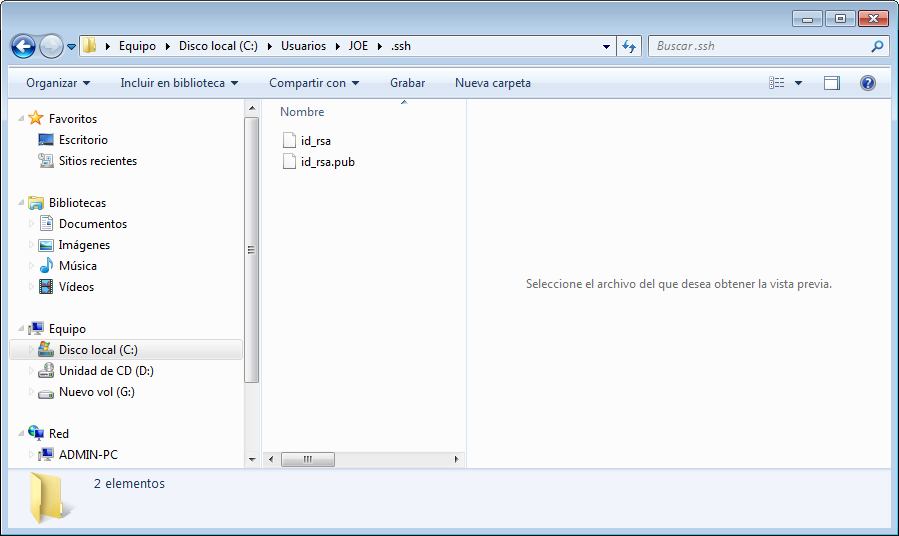 Equipo Disco local (C:) Usuarios JOE .ssh
Buscar .ssh
Organizar Incluir en biblioteca Compartir con Grabar Nueva carpeta
Favoritos
Escritorio
Sitios recientes
Bibliotecas
Documentos
Imágenes
Música
Vídeos
Equipo
Disco local (C:)
Unidad de CD (D:)
Nuevo vol (G:)
Red
ADMIN-PC
Nombre
id_rsa
id_rsa.pub
Seleccione el archivo del que desea obtener la vista previa.
2 elementos